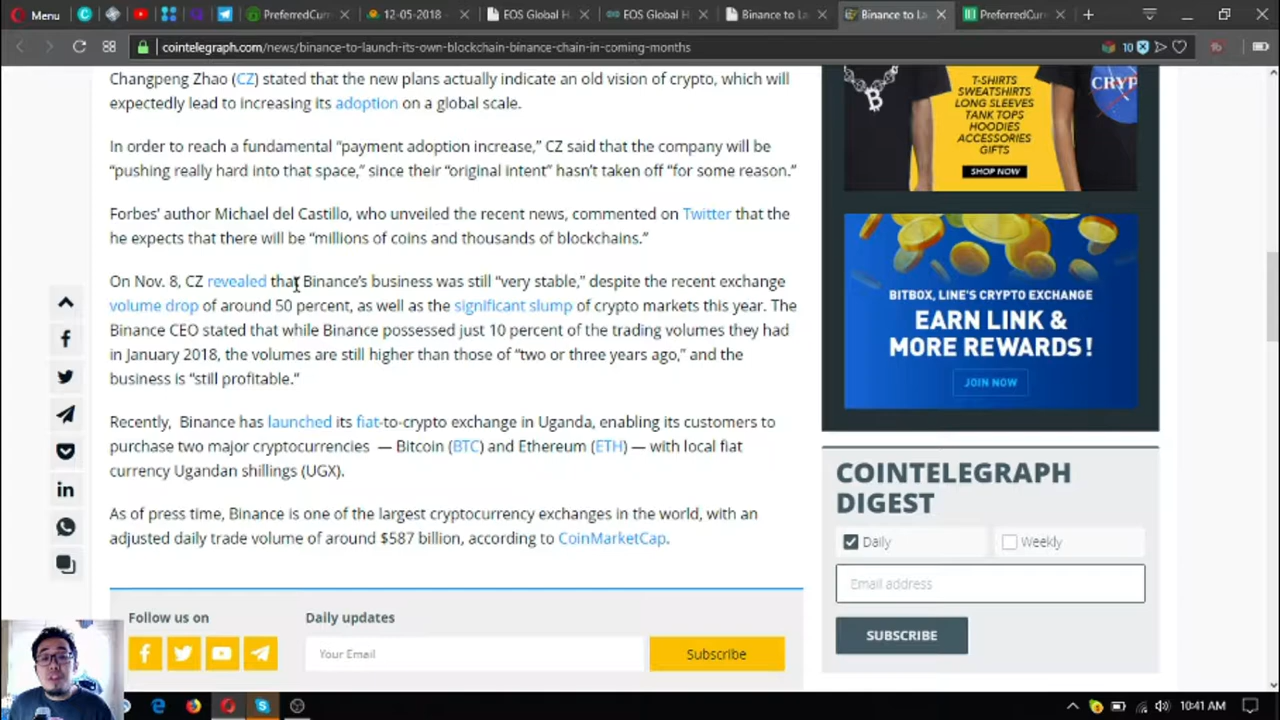 Menu
PreferredCurr
12-05-2018
EOS Global H
EOS Global H
Binance to La
Binance to La
PreferredCurr
cointelegraph.com/news/binance-to-launch-its-own-blockchain-binance-chain-in-coming-months
10
Changpeng Zhao (CZ) stated that the new plans actually indicate an old vision of crypto, which will
expectedly lead to increasing its adoption on a global scale.
In order to reach a fundamental “payment adoption increase,” CZ said that the company will be
“pushing really hard into that space,” since their “original intent” hasn’t taken off “for some reason.”
Forbes’ author Michael del Castillo, who unveiled the recent news, commented on Twitter that the
he expects that there will be “millions of coins and thousands of blockchains.”
On Nov. 8, CZ revealed that Binance’s business was still “very stable,” despite the recent exchange
volume drop of around 50 percent, as well as the significant slump of crypto markets this year. The
Binance CEO stated that while Binance possessed just 10 percent of the trading volumes they had
in January 2018, the volumes are still higher than those of “two or three years ago,” and the
business is “still profitable.”
Recently, Binance has launched its fiat-to-crypto exchange in Uganda, enabling its customers to
purchase two major cryptocurrencies — Bitcoin (BTC) and Ethereum (ETH) — with local fiat
currency Ugandan shillings (UGX).
As of press time, Binance is one of the largest cryptocurrency exchanges in the world, with an
adjusted daily trade volume of around $587 billion, according to CoinMarketCap.
Follow us on
Daily updates
Your Email
Subscribe
T-SHIRTS
SWEATSHIRTS
LONG SLEEVES
TANK TOPS
HOODIES
ACCESSORIES
GIFTS
SHOP NOW
CRYP
BITBOX, LINE'S CRYPTO EXCHANGE
EARN LINK &
MORE REWARDS!
JOIN NOW
COINTELEGRAPH
DIGEST
Daily
Weekly
Email address
SUBSCRIBE
10:41 AM